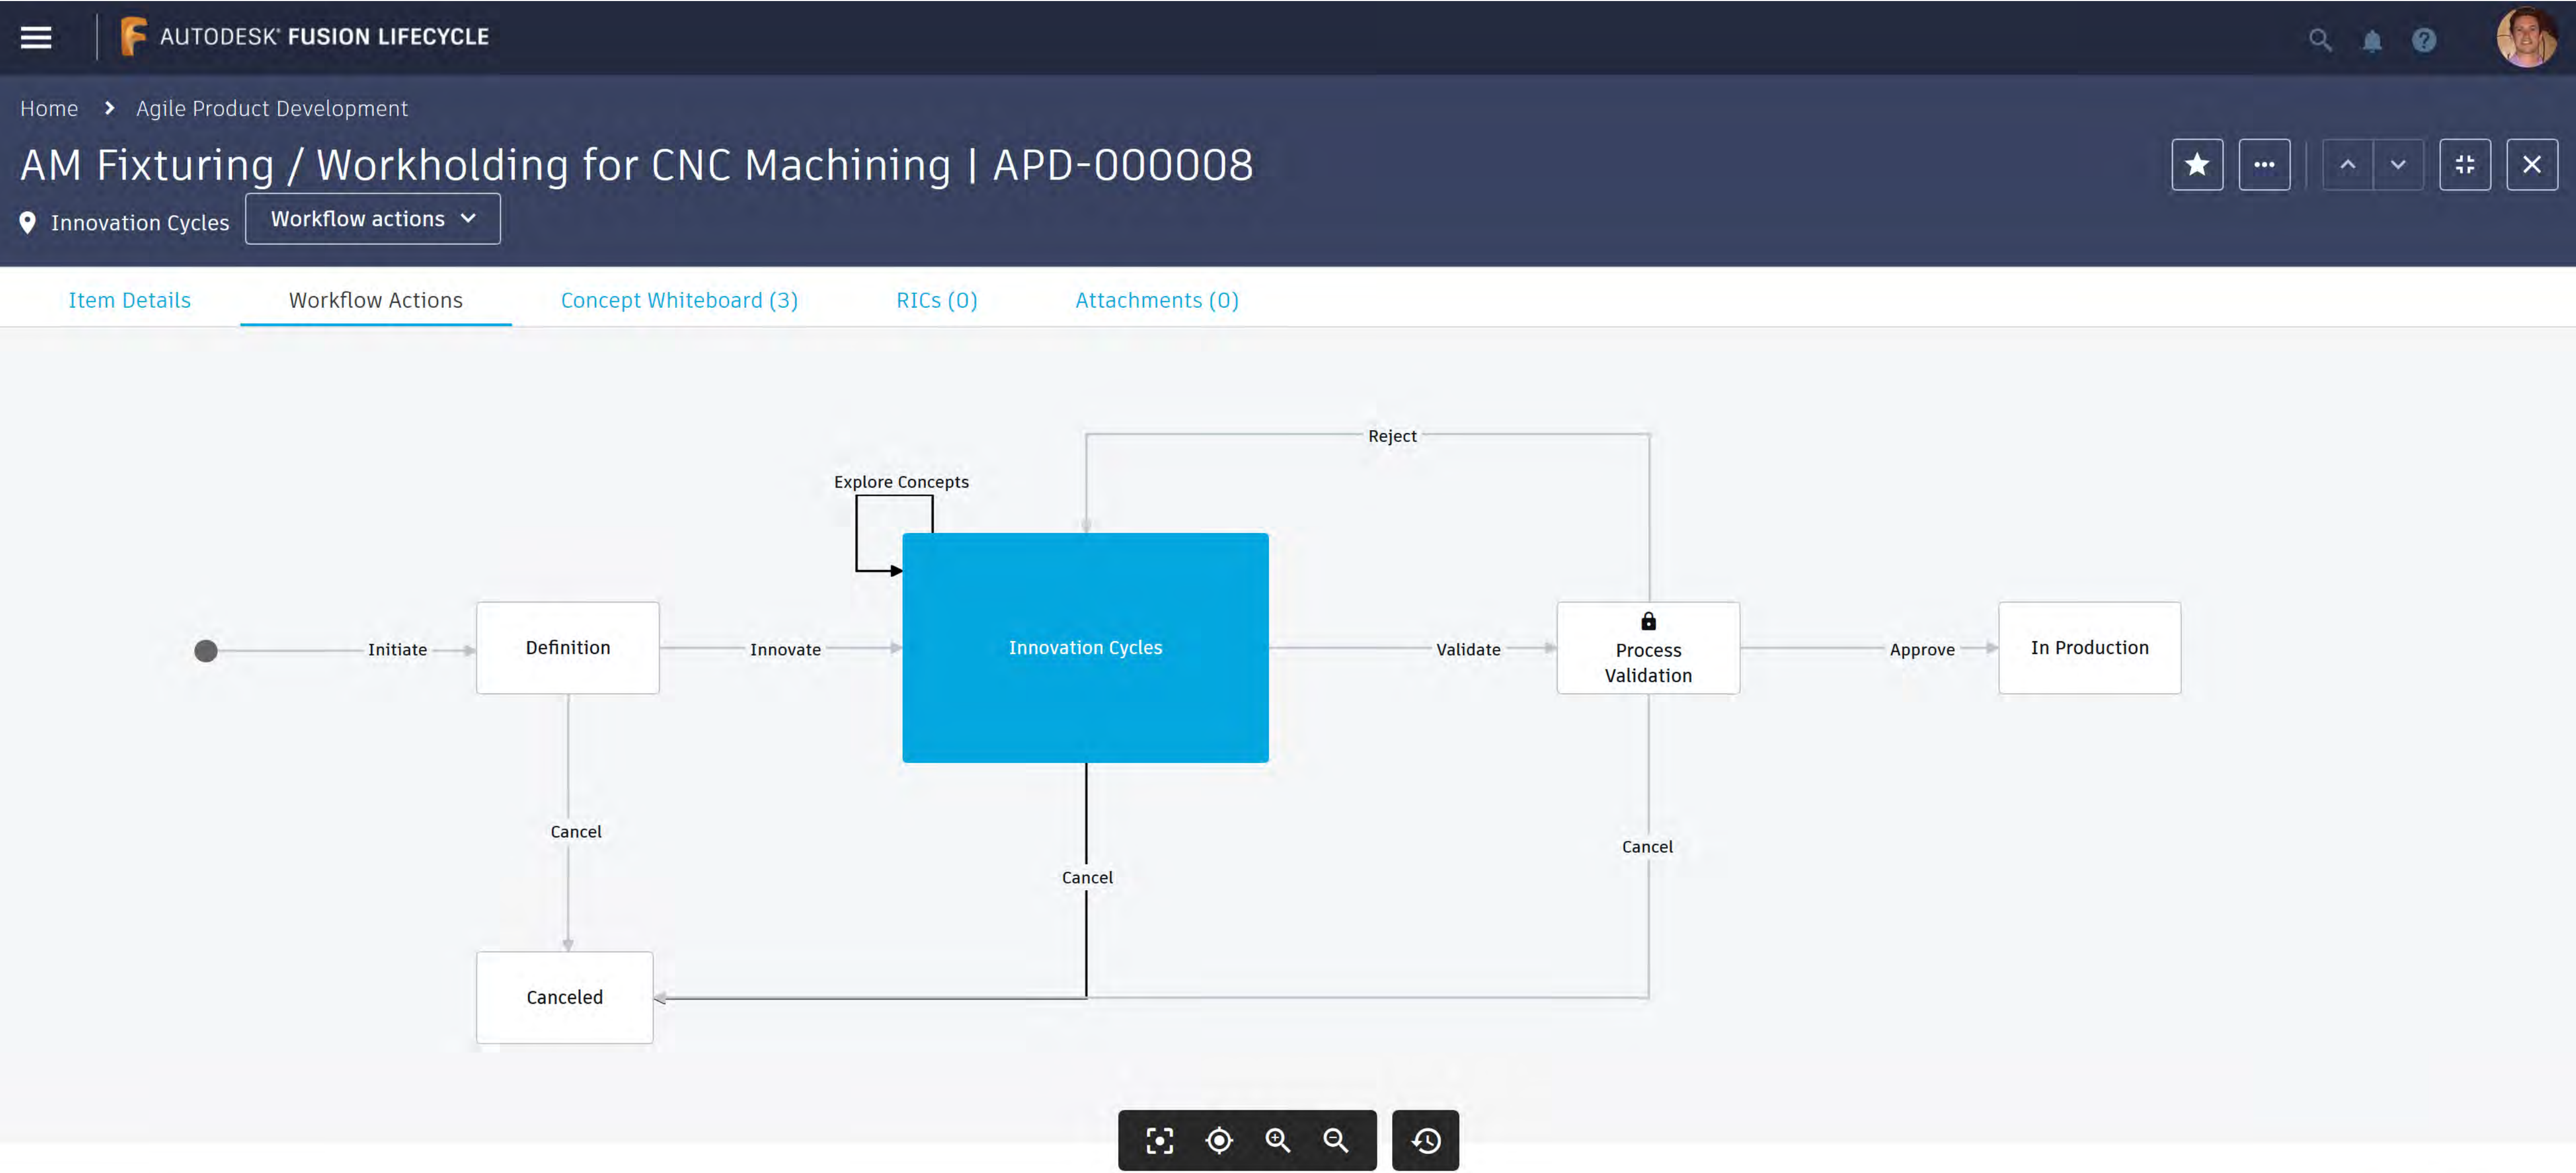 AUTODESK® FUSION LIFECYCLE
Home > Agile Product Development
AM Fixturing / Workholding for CNC Machining | APD-000008
Innovation Cycles Workflow actions
Item Details Workflow Actions Concept Whiteboard (3) RICs (0) Attachments (0)
Reject
Explore Concepts
Initiate Definition Innovate Innovation Cycles Validate Process Validation Approve In Production
Cancel
Cancel
Cancel
Canceled